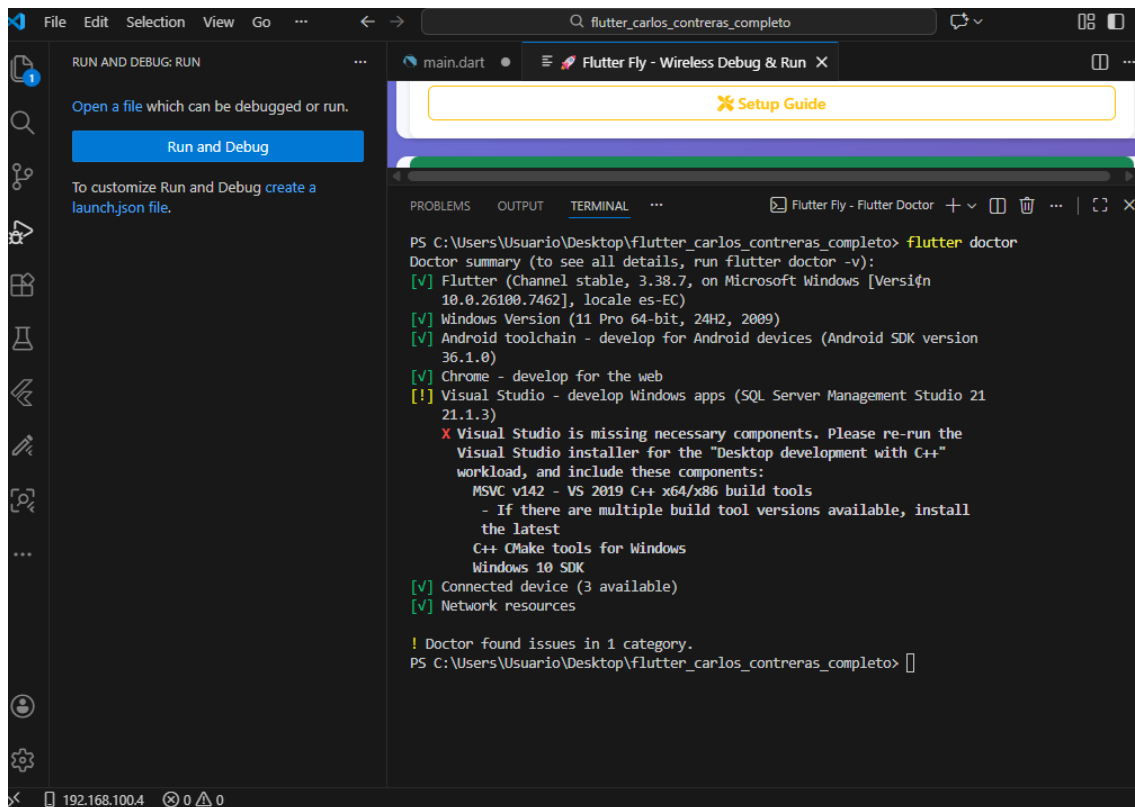 File Edit Selection View Go ··· flutter_carlos_contreras_completo
RUN AND DEBUG: RUN ···
1
Open a file which can be debugged or run.
Run and Debug
To customize Run and Debug create a
launch.json file.
main.dart
🚀 Flutter Fly - Wireless Debug & Run
Setup Guide
PROBLEMS OUTPUT TERMINAL ··· Flutter Fly - Flutter Doctor
PS C:\Users\Usuario\Desktop\flutter_carlos_contreras_completo> flutter doctor
Doctor summary (to see all details, run flutter doctor -v):
[√] Flutter (Channel stable, 3.38.7, on Microsoft Windows [Versi¢n
10.0.26100.7462], locale es-EC)
[√] Windows Version (11 Pro 64-bit, 24H2, 2009)
[√] Android toolchain - develop for Android devices (Android SDK version
36.1.0)
[√] Chrome - develop for the web
[!] Visual Studio - develop Windows apps (SQL Server Management Studio 21
21.1.3)
X Visual Studio is missing necessary components. Please re-run the
Visual Studio installer for the "Desktop development with C++"
workload, and include these components:
MSVC v142 - VS 2019 C++ x64/x86 build tools
- If there are multiple build tool versions available, install
the latest
C++ CMake tools for Windows
Windows 10 SDK
[√] Connected device (3 available)
[√] Network resources
! Doctor found issues in 1 category.
PS C:\Users\Usuario\Desktop\flutter_carlos_contreras_completo>
192.168.100.4 0 0